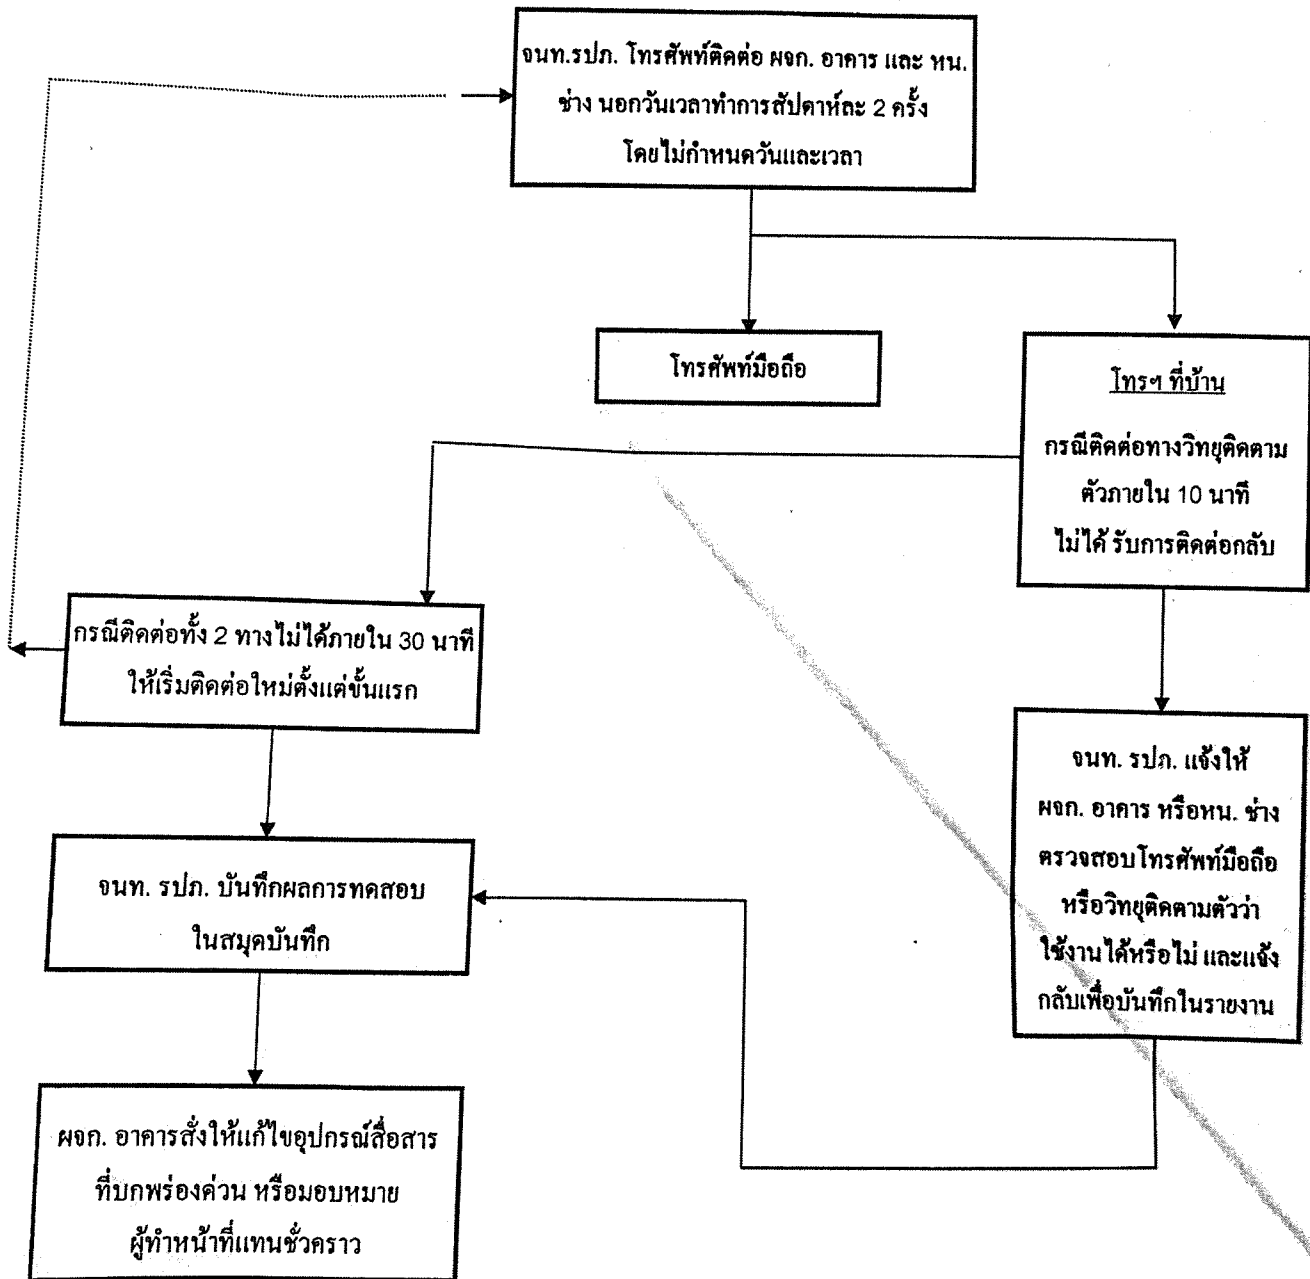 จนท.รปภ. โทรศัพท์ติดต่อ ผจก. อาคาร และ หน.
ช่าง นอกวันเวลาทำการสัปดาห์ละ 2 ครั้ง
โดยไม่กำหนดวันและเวลา
โทรศัพท์มือถือ
โทรฯ ที่บ้าน
กรณีติดต่อทางวิทยุติดตาม
ตัวภายใน 10 นาที
ไม่ได้ รับการติดต่อกลับ
กรณีติดต่อทั้ง 2 ทางไม่ได้ภายใน 30 นาที
ให้เริ่มติดต่อใหม่ตั้งแต่ขั้นแรก
จนท. รปภ. แจ้งให้
ผจก. อาคาร หรือหน. ช่าง
ตรวจสอบโทรศัพท์มือถือ
หรือวิทยุติดตามตัวว่า
ใช้งานได้หรือไม่ และแจ้ง
กลับเพื่อบันทึกในรายงาน
จนท. รปภ. บันทึกผลการทดสอบ
ในสมุดบันทึก
ผจก. อาคารสั่งให้แก้ไขอุปกรณ์สื่อสาร
ที่บกพร่องด่วน หรือมอบหมาย
ผู้ทำหน้าที่แทนชั่วคราว